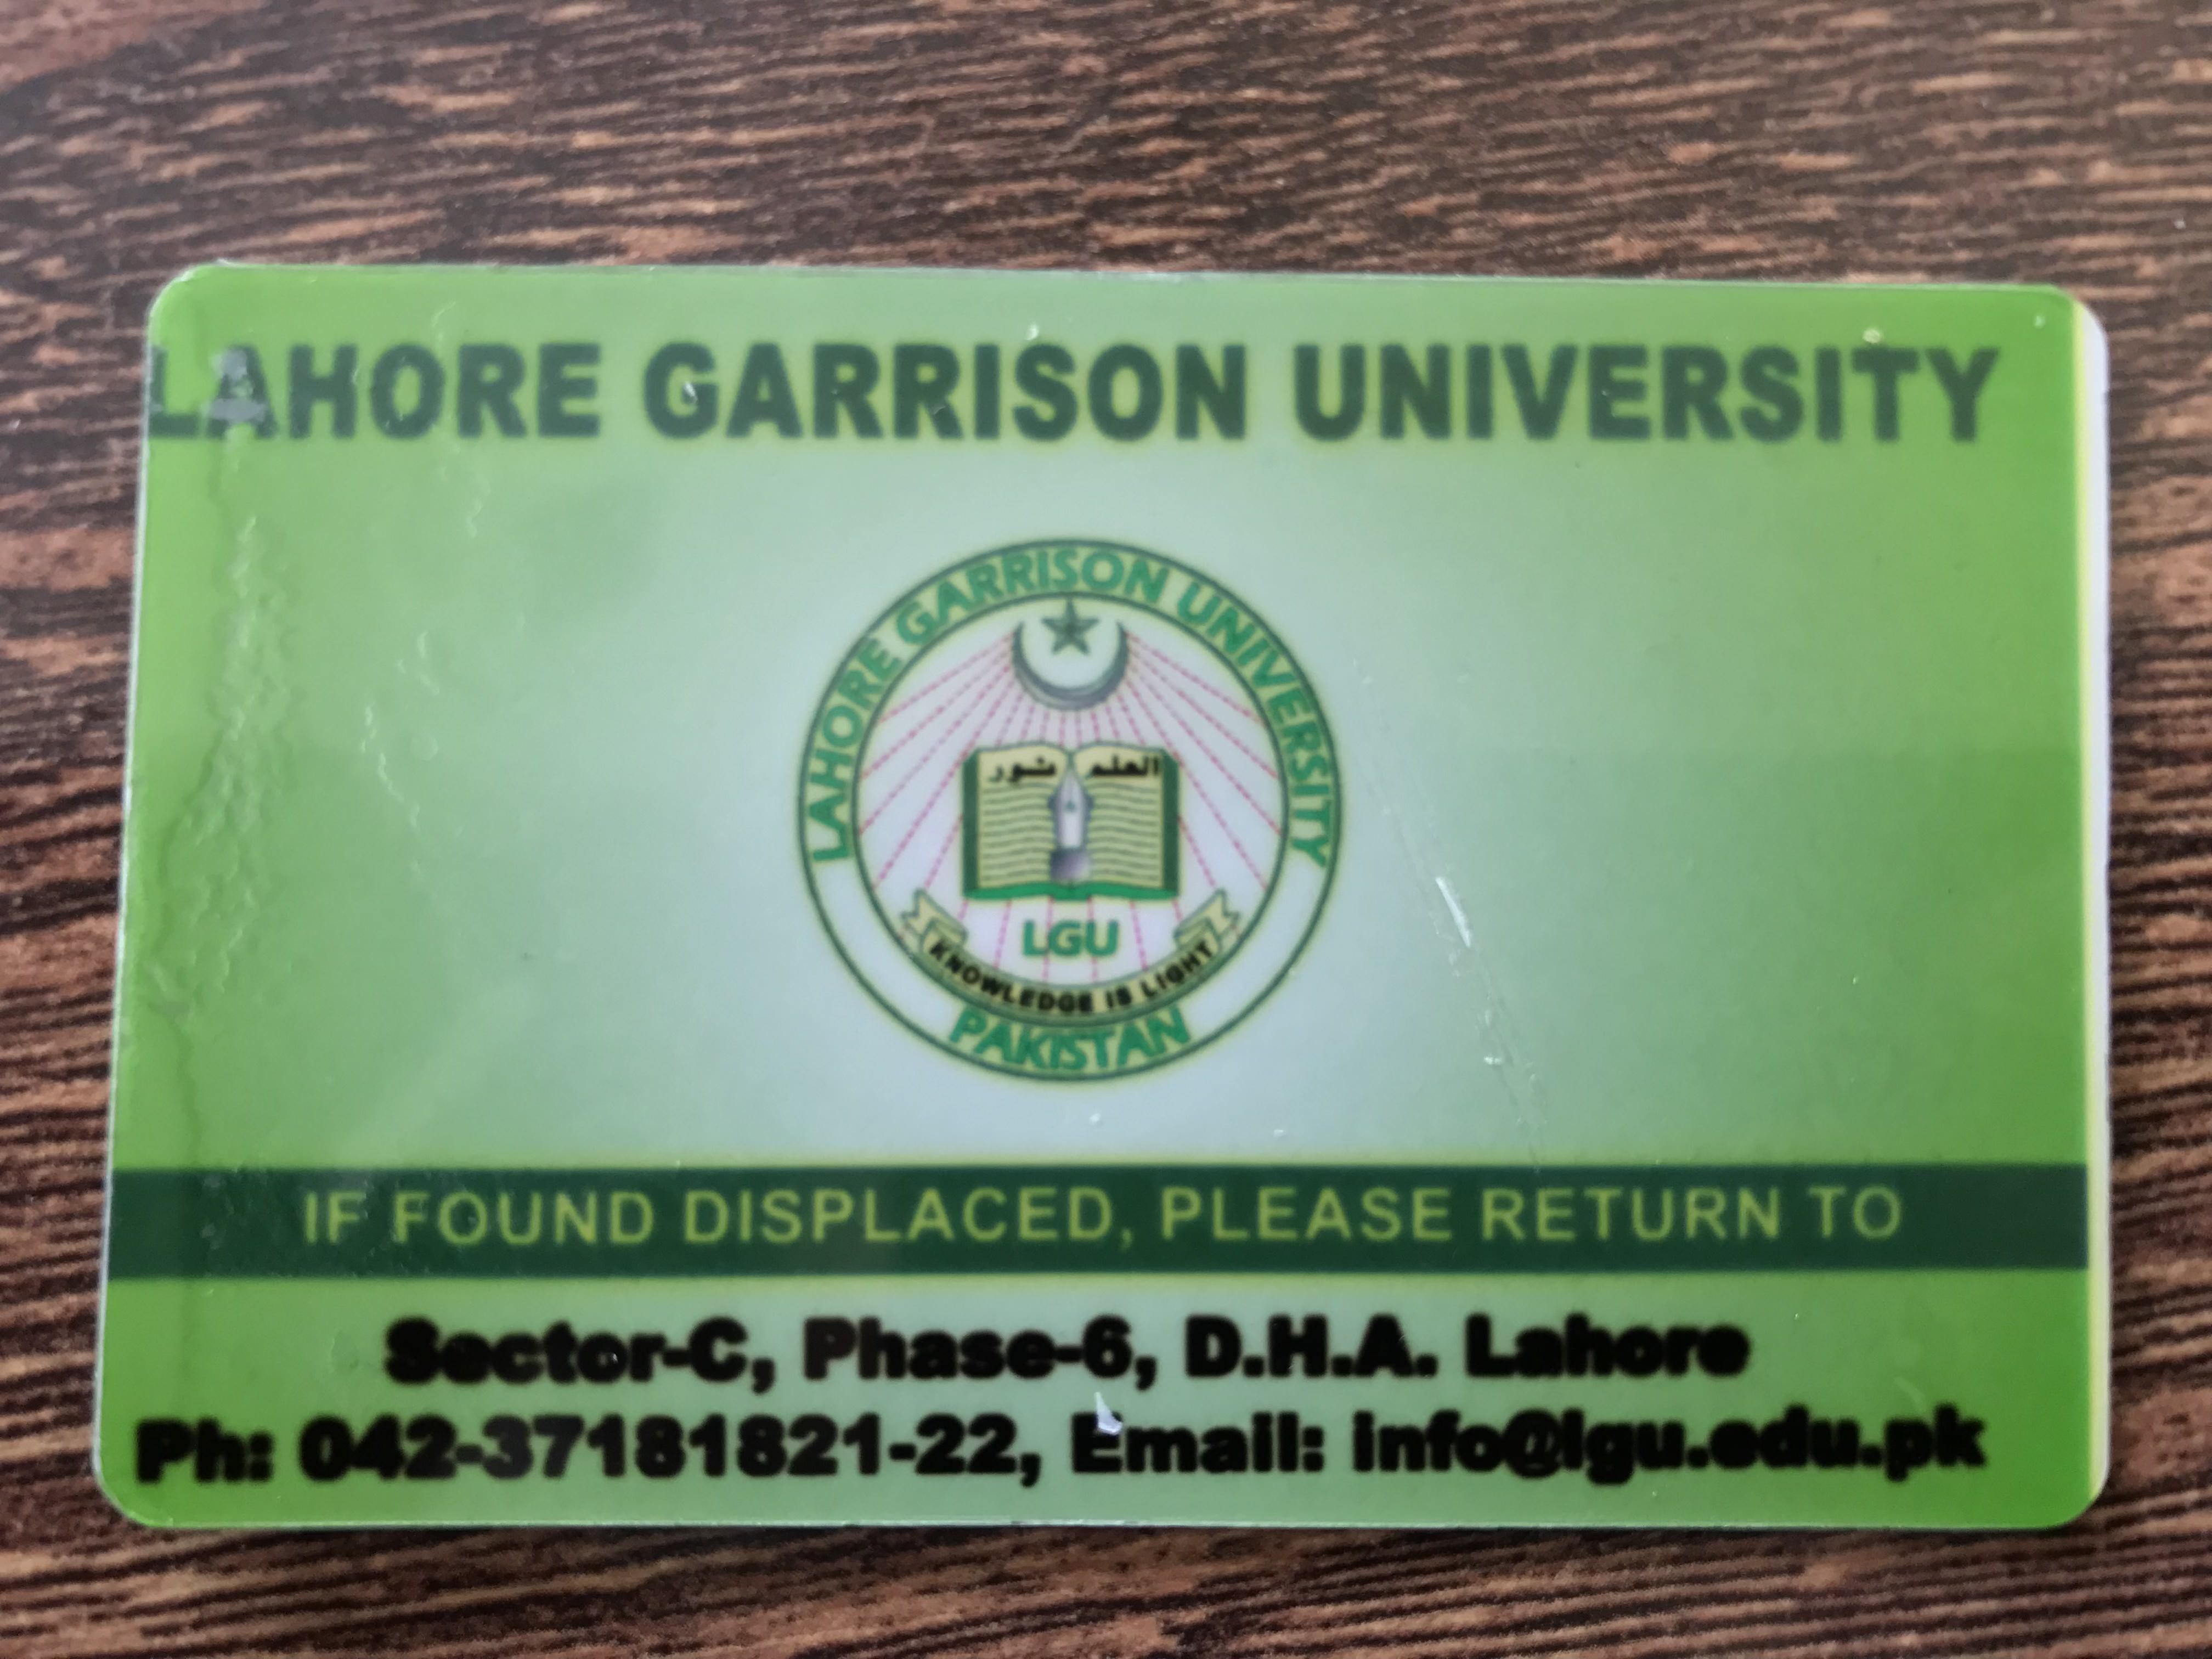 LAHORE GARRISON UNIVERSITY
LAHORE GARRISON UNIVERSITY
العلم نور
LGU
KNOWLEDGE IS LIGHT
PAKISTAN
IF FOUND DISPLACED, PLEASE RETURN TO
Sector-C, Phase-6, D.H.A. Lahore
Ph: 042-37181821-22, Email: info@lgu.edu.pk